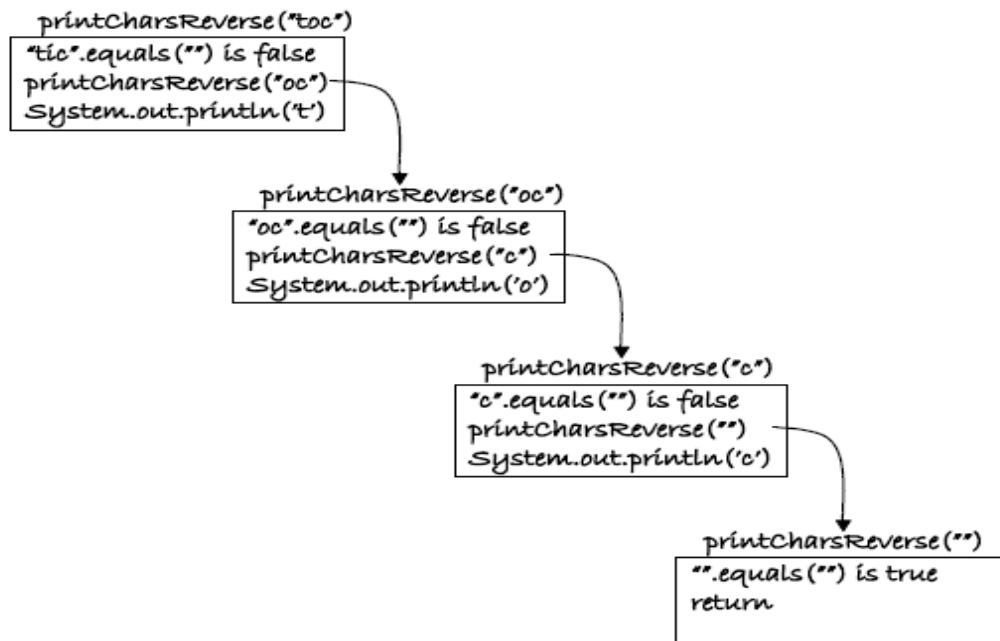 printCharsReverse("toc")
"tic".equals("") is false
printCharsReverse("oc")
System.out.println('t')
printCharsReverse("oc")
"oc".equals("") is false
printCharsReverse("c")
System.out.println('o')
printCharsReverse("c")
"c".equals("") is false
printCharsReverse("")
System.out.println('c')
printCharsReverse("")
"".equals("") is true
return